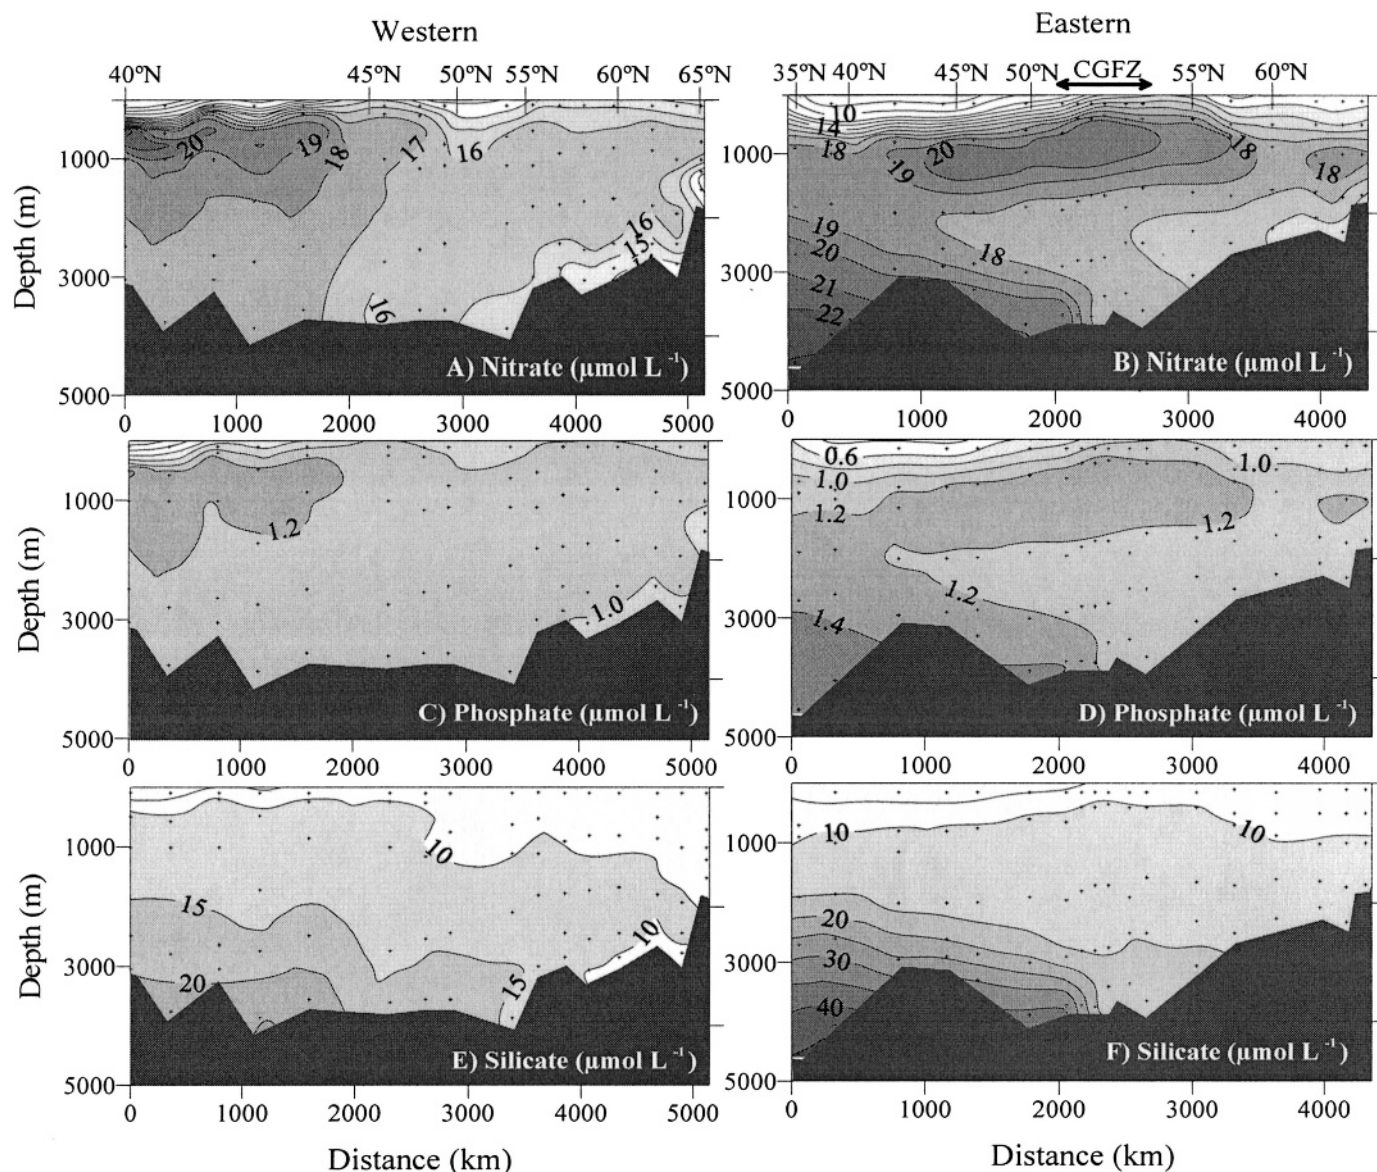 Western
Eastern
40ºN 45ºN 50ºN 55ºN 60ºN 65ºN
35ºN 40ºN 45ºN 50ºN CGFZ 55ºN 60ºN
Depth (m)
1000
3000
5000
20 19 18 17 16
16
15
16
A) Nitrate (µmol L⁻¹)
0 1000 2000 3000 4000 5000
10
14
18
1000
3000
5000
19 20 18 18
19
20
21
22
18
B) Nitrate (µmol L⁻¹)
0 1000 2000 3000 4000
Depth (m)
1000
3000
5000
1.2
1.0
C) Phosphate (µmol L⁻¹)
0 1000 2000 3000 4000 5000
1000
3000
5000
0.6
1.0
1.2
1.0
1.2
1.2
1.4
D) Phosphate (µmol L⁻¹)
0 1000 2000 3000 4000
Depth (m)
1000
3000
5000
10
15
20
15
10
E) Silicate (µmol L⁻¹)
0 1000 2000 3000 4000 5000
Distance (km)
1000
3000
5000
10
10
20
30
40
F) Silicate (µmol L⁻¹)
0 1000 2000 3000 4000
Distance (km)